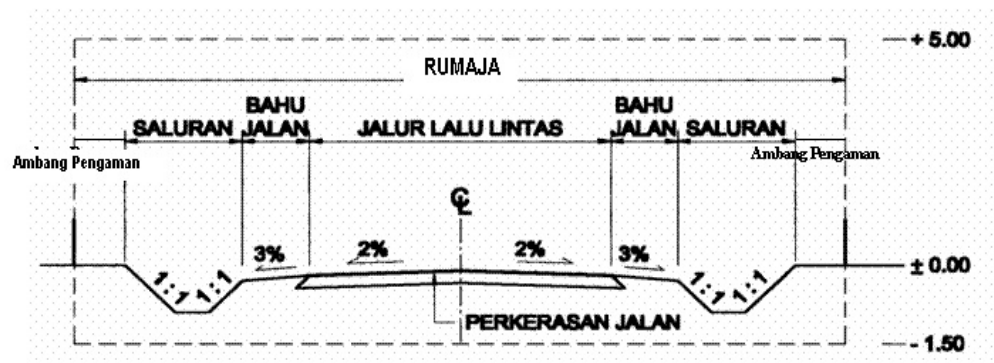 + 5.00
RUMAJA
BAHU BAHU
SALURAN JALAN JALUR LALU LINTAS JALAN SALURAN
Ambang Pengaman Ambang Pengaman
CL
3% 2% 2% 3%
± 0.00
1:1 1:1 1:1 1:1
PERKERASAN JALAN
- 1.50